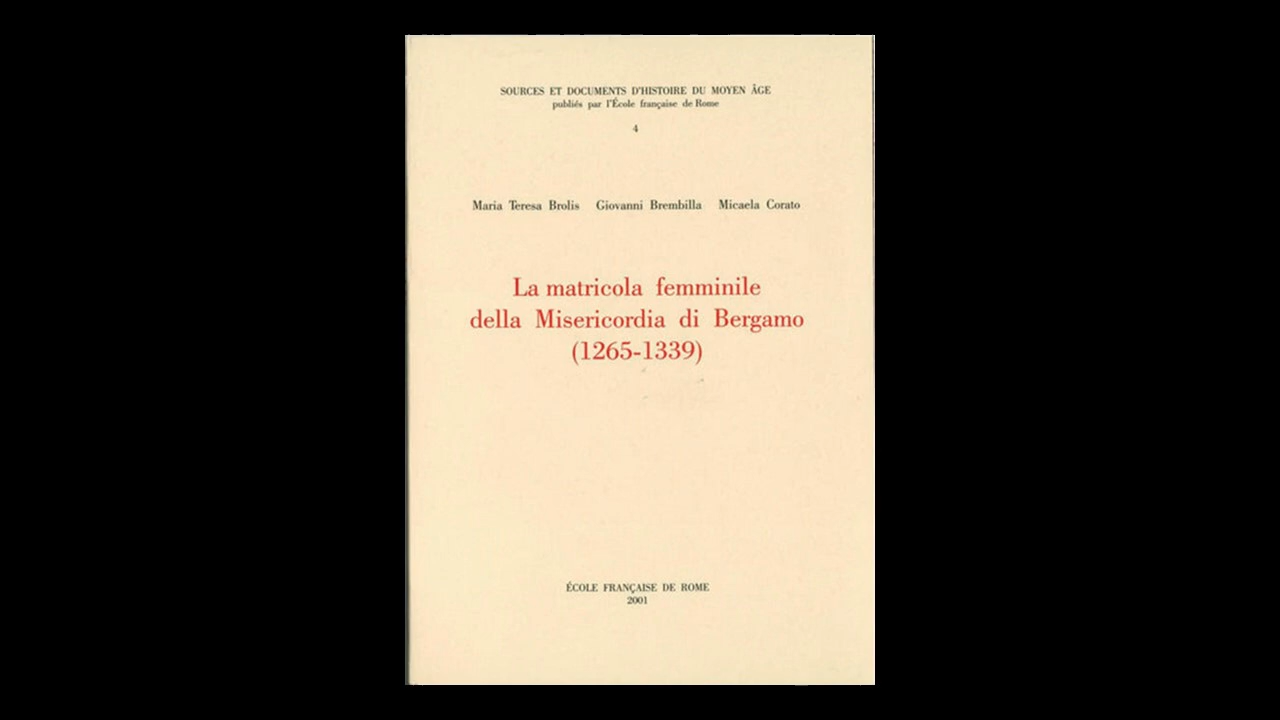 SOURCES ET DOCUMENTS D'HISTOIRE DU MOYEN ÂGE
publiés par l'École française de Rome
4
Maria Teresa Brolis Giovanni Brembilla Micaela Corato
La matricola femminile
della Misericordia di Bergamo
(1265-1339)
ÉCOLE FRANÇAISE DE ROME
2001